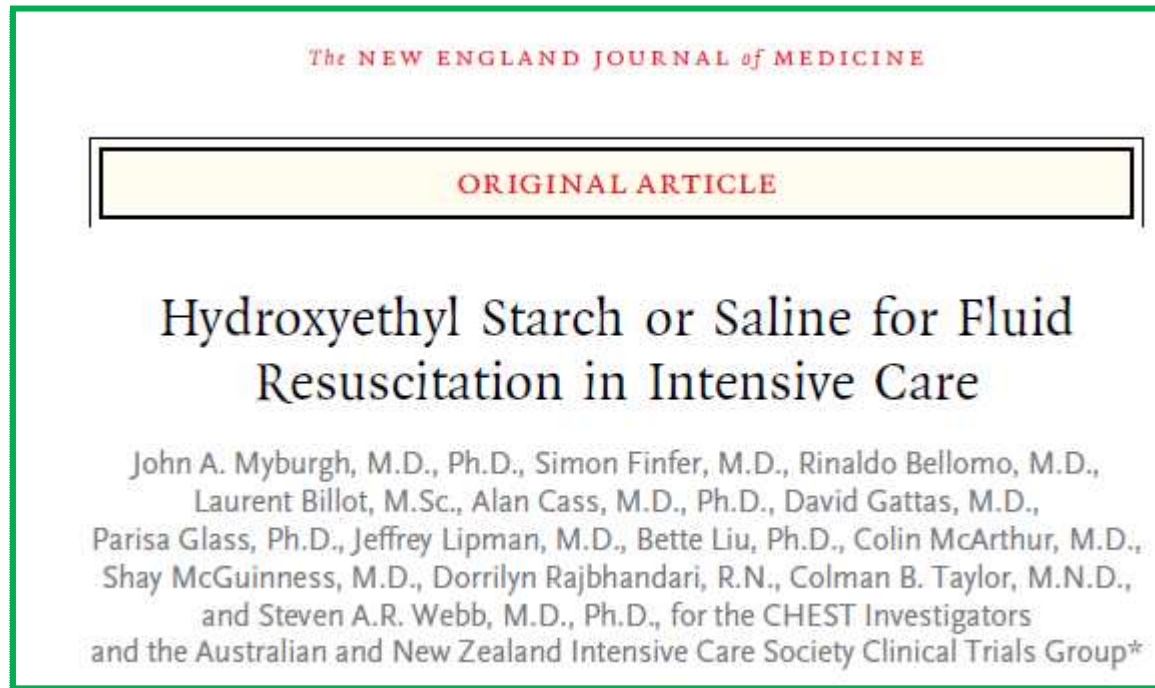 The NEW ENGLAND JOURNAL of MEDICINE
ORIGINAL ARTICLE
Hydroxyethyl Starch or Saline for Fluid
Resuscitation in Intensive Care
John A. Myburgh, M.D., Ph.D., Simon Finfer, M.D., Rinaldo Bellomo, M.D.,
Laurent Billot, M.Sc., Alan Cass, M.D., Ph.D., David Gattas, M.D.,
Parisa Glass, Ph.D., Jeffrey Lipman, M.D., Bette Liu, Ph.D., Colin McArthur, M.D.,
Shay McGuinness, M.D., Dorrilyn Rajbhandari, R.N., Colman B. Taylor, M.N.D.,
and Steven A.R. Webb, M.D., Ph.D., for the CHEST Investigators
and the Australian and New Zealand Intensive Care Society Clinical Trials Group*